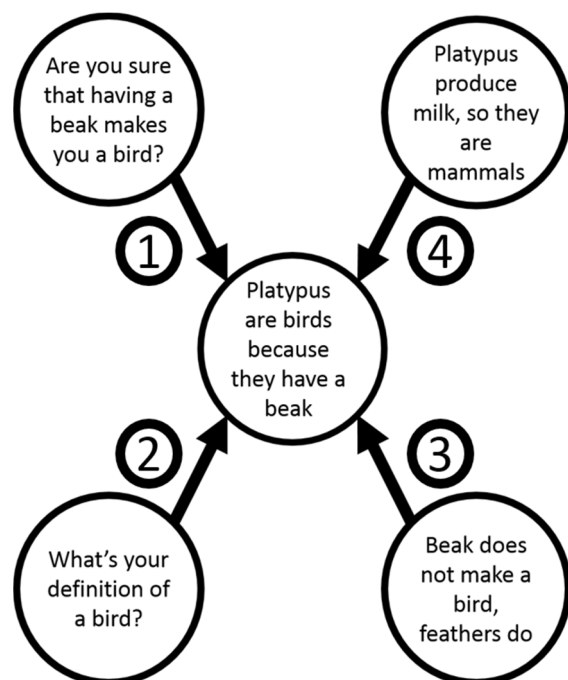 Are you sure
that having a
beak makes
you a bird?
Platypus
produce
milk, so they
are
mammals
1
4
Platypus
are birds
because
they have a
beak
2
3
What's your
definition of
a bird?
Beak does
not make a
bird,
feathers do